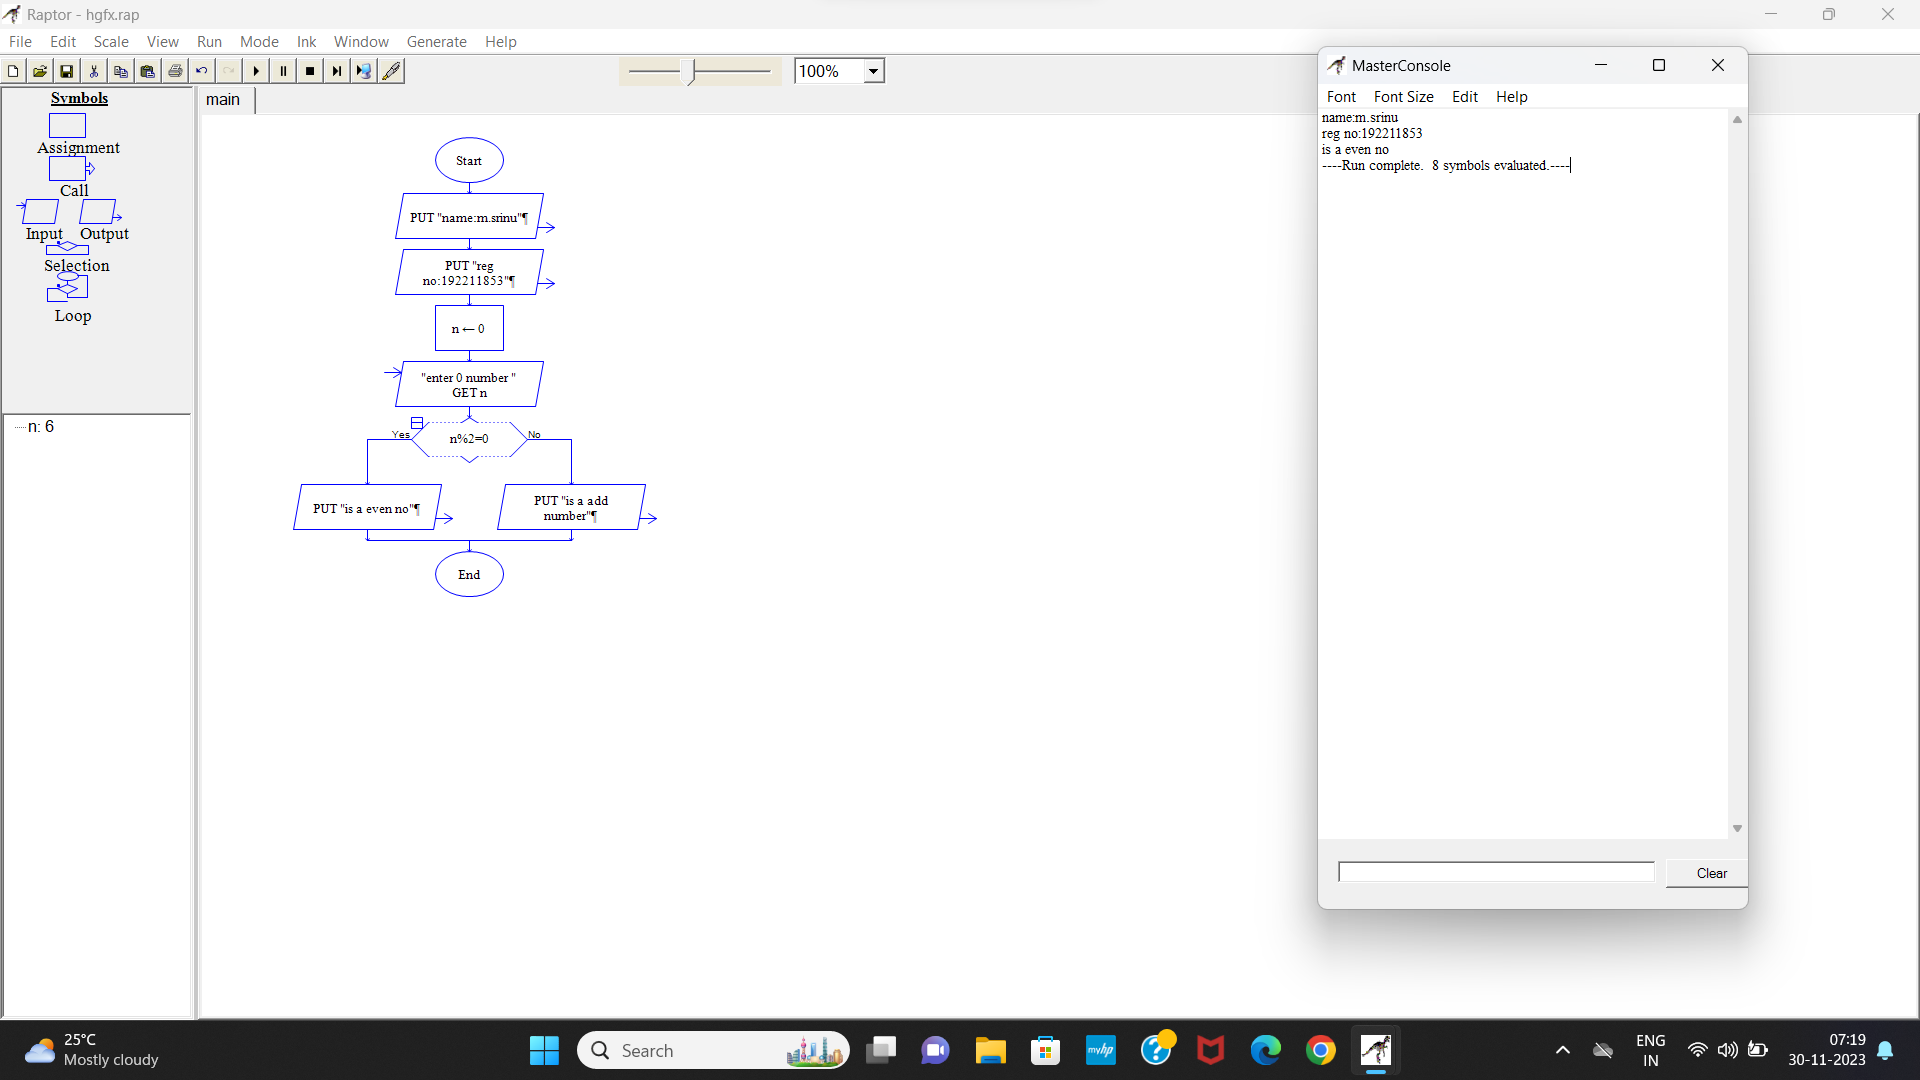 Raptor - hgfx.rap
File Edit Scale View Run Mode Ink Window Generate Help
100%
Symbols
Assignment
Call
Input Output
Selection
Loop
n: 6
main
Start
PUT "name:m.srinu"¶
PUT "reg
no:192211853"¶
n ← 0
"enter 0 number "
GET n
Yes
n%2=0
No
PUT "is a even no"¶
PUT "is a add
number"¶
End
MasterConsole
Font Font Size Edit Help
name:m.srinu
reg no:192211853
is a even no
----Run complete.  8 symbols evaluated.----
Clear
25°C
Mostly cloudy
Search
myhp
ENG
IN
07:19
30-11-2023